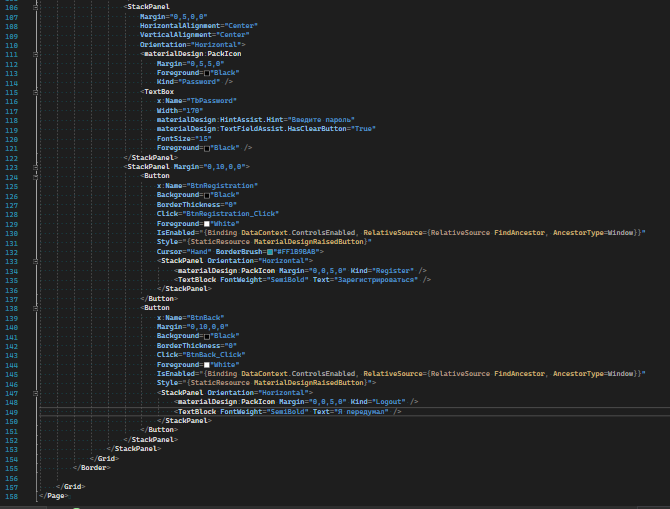 106 <StackPanel
107 Margin="0,5,0,0"
108 HorizontalAlignment="Center"
109 VerticalAlignment="Center"
110 Orientation="Horizontal">
111 <materialDesign:PackIcon
112 Margin="0,5,5,0"
113 Foreground="Black"
114 Kind="Password" />
115 <TextBox
116 x:Name="TbPassword"
117 Width="170"
118 materialDesign:HintAssist.Hint="Введите пароль"
119 materialDesign:TextFieldAssist.HasClearButton="True"
120 FontSize="15"
121 Foreground="Black" />
122 </StackPanel>
123 <StackPanel Margin="0,10,0,0">
124 <Button
125 x:Name="BtnRegistration"
126 Background="Black"
127 BorderThickness="0"
128 Click="BtnRegistration_Click"
129 Foreground="White"
130 IsEnabled="{Binding DataContext.ControlsEnabled, RelativeSource={RelativeSource FindAncestor, AncestorType=Window}}"
131 Style="{StaticResource MaterialDesignRaisedButton}"
132 Cursor="Hand" BorderBrush="#FF1B9BAB">
133 <StackPanel Orientation="Horizontal">
134 <materialDesign:PackIcon Margin="0,0,5,0" Kind="Register" />
135 <TextBlock FontWeight="SemiBold" Text="Зарегистрироваться" />
136 </StackPanel>
137 </Button>
138 <Button
139 x:Name="BtnBack"
140 Margin="0,10,0,0"
141 Background="Black"
142 BorderThickness="0"
143 Click="BtnBack_Click"
144 Foreground="White"
145 IsEnabled="{Binding DataContext.ControlsEnabled, RelativeSource={RelativeSource FindAncestor, AncestorType=Window}}"
146 Style="{StaticResource MaterialDesignRaisedButton}">
147 <StackPanel Orientation="Horizontal">
148 <materialDesign:PackIcon Margin="0,0,5,0" Kind="Logout" />
149 <TextBlock FontWeight="SemiBold" Text="Я передумал" />
150 </StackPanel>
151 </Button>
152 </StackPanel>
153 </StackPanel>
154 </Grid>
155 </Border>
156
157 </Grid>
158 </Page>